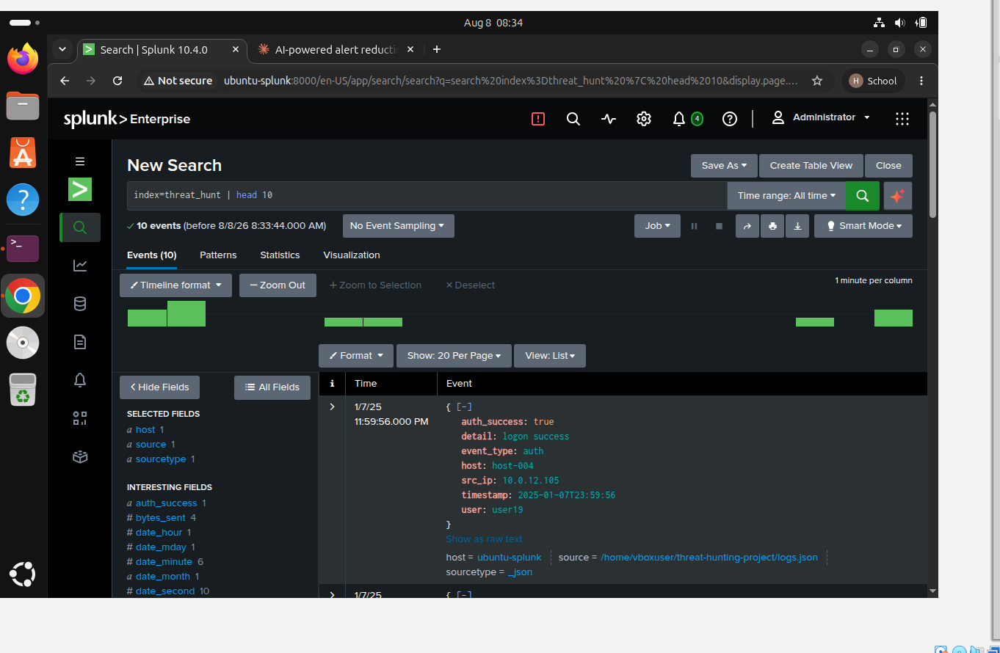 Aug 8 08:34
Search | Splunk 10.4.0
AI-powered alert reducti
Not secure
ubuntu-splunk:8000/en-US/app/search/search?q=search%20index%3Dthreat_hunt%20%7C%20head%2010&display.page....
H School
splunk> Enterprise
4
Administrator
New Search
Save As
Create Table View
Close
index=threat_hunt | head 10
Time range: All time
10 events (before 8/8/26 8:33:44.000 AM)
No Event Sampling
Job
Smart Mode
Events (10)
Patterns
Statistics
Visualization
Timeline format
Zoom Out
Zoom to Selection
Deselect
1 minute per column
Format
Show: 20 Per Page
View: List
Hide Fields
All Fields
i
Time
Event
SELECTED FIELDS
a host 1
a source 1
a sourcetype 1
INTERESTING FIELDS
a auth_success 1
# bytes_sent 4
# date_hour 1
# date_mday 1
# date_minute 6
a date_month 1
# date_second 10
1/7/25
11:59:56.000 PM
{ [-]
auth_success: true
detail: logon success
event_type: auth
host: host-004
src_ip: 10.0.12.105
timestamp: 2025-01-07T23:59:56
user: user19
}
Show as raw text
host = ubuntu-splunk
source = /home/vboxuser/threat-hunting-project/logs.json
sourcetype = _json
1/7/25
{ [-]